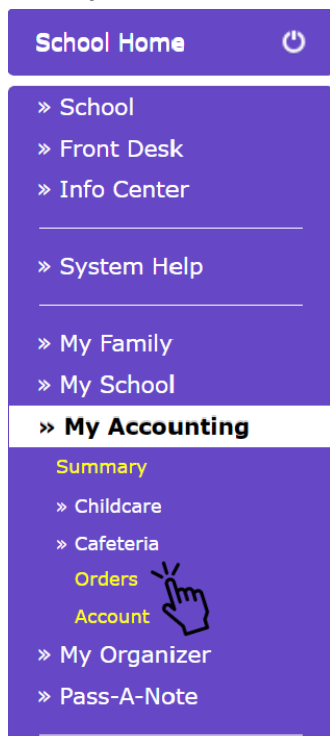 School Home
» School
» Front Desk
» Info Center
» System Help
» My Family
» My School
» My Accounting
Summary
» Childcare
» Cafeteria
Orders
Account
» My Organizer
» Pass-A-Note